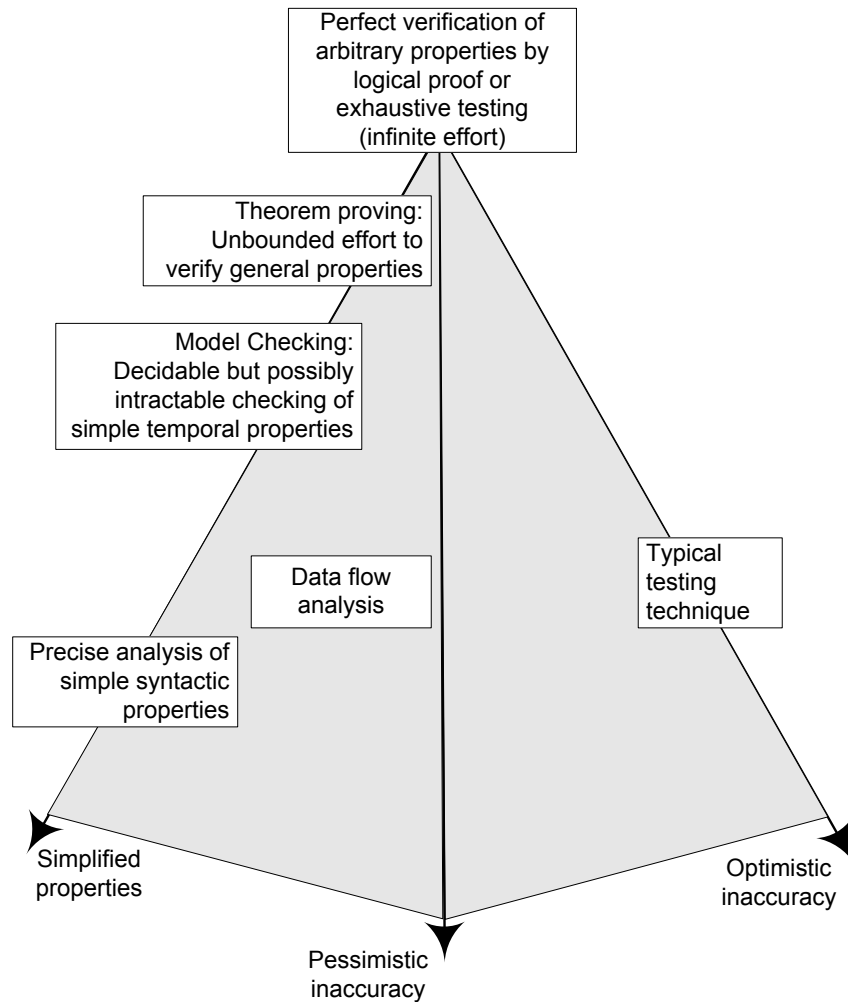 Perfect verification of
arbitrary properties by
logical proof or
exhaustive testing
(infinite effort)
Theorem proving:
Unbounded effort to
verify general properties
Model Checking:
Decidable but possibly
intractable checking of
simple temporal properties
Data flow
analysis
Typical
testing
technique
Precise analysis of
simple syntactic
properties
Simplified
properties
Optimistic
inaccuracy
Pessimistic
inaccuracy